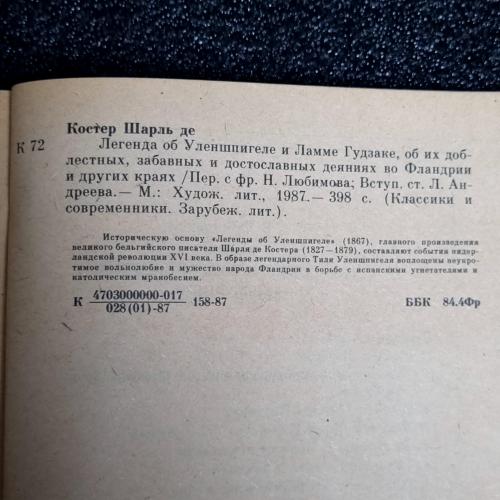 Костер Шарль де
К 72 Легенда об Уленшпигеле и Ламме Гудзаке, об их доб-
лестных, забавных и достославных деяниях во Фландрии
и других краях /Пер. с фр. Н. Любимова; Вступ. ст. Л. Ан-
дреева.— М.: Худож. лит., 1987.— 398 с. (Классики и
современники. Зарубеж. лит.).
Историческую основу «Легенды об Уленшпигеле» (1867), главного произведения
великого бельгийского писателя Шарля де Костера (1827—1879), составляют события нидер-
ландской революции XVI века. В образе легендарного Тиля Уленшпигеля воплощены неукро-
тимое вольнолюбие и мужество народа Фландрии в борьбе с испанскими угнетателями и
католическим мракобесием.
К 4703000000-017 158-87 ББК 84.4Фр
028(01)-87